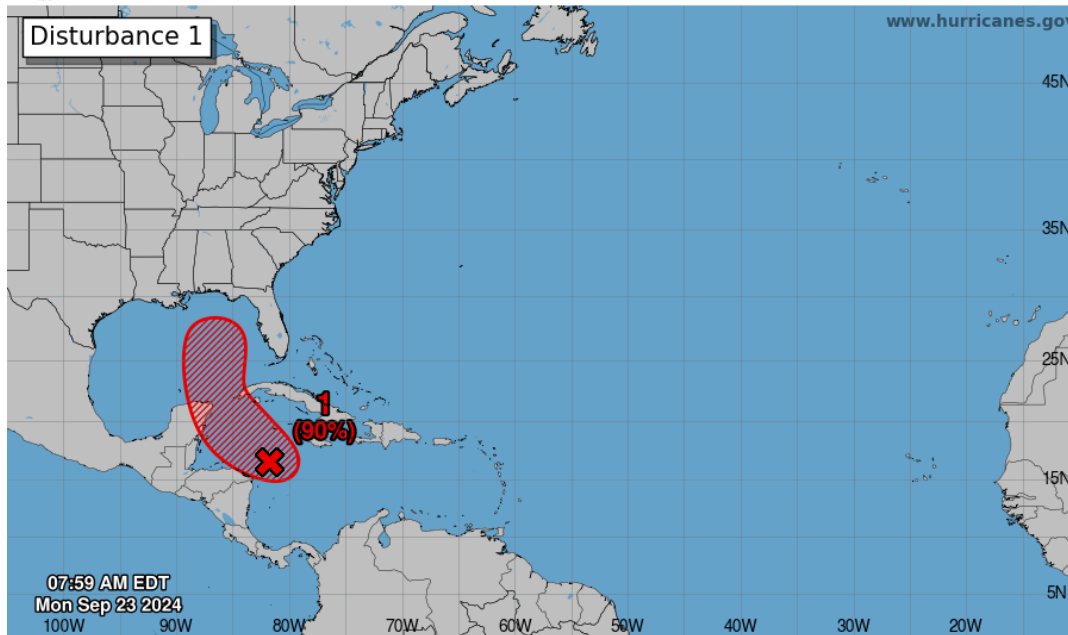 Disturbance 1
www.hurricanes.gov
45N
35N
25N
1
(90%)
15N
07:59 AM EDT
5N
Mon Sep 23 2024
100W 90W 80W 70W 60W 50W 40W 30W 20W